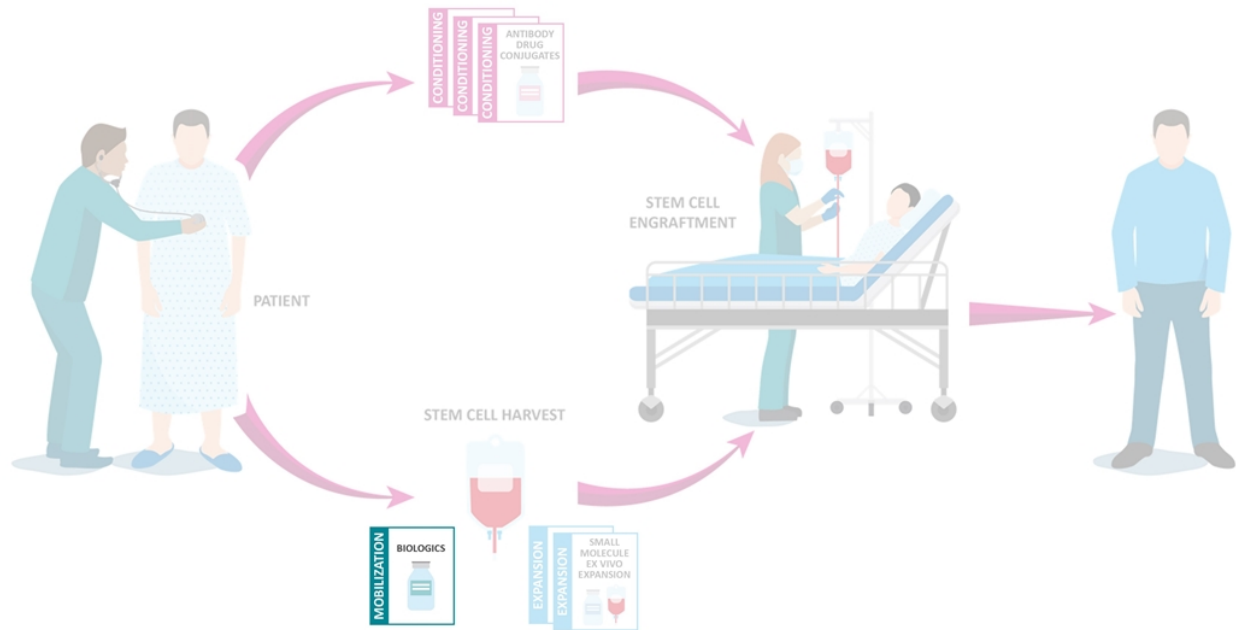 CONDITIONING
CONDITIONING
CONDITIONING
ANTIBODY
DRUG
CONJUGATES
STEM CELL
ENGRAFTMENT
PATIENT
STEM CELL HARVEST
MOBILIZATION
BIOLOGICS
EXPANSION
EXPANSION
SMALL
MOLECULE
EX VIVO
EXPANSION